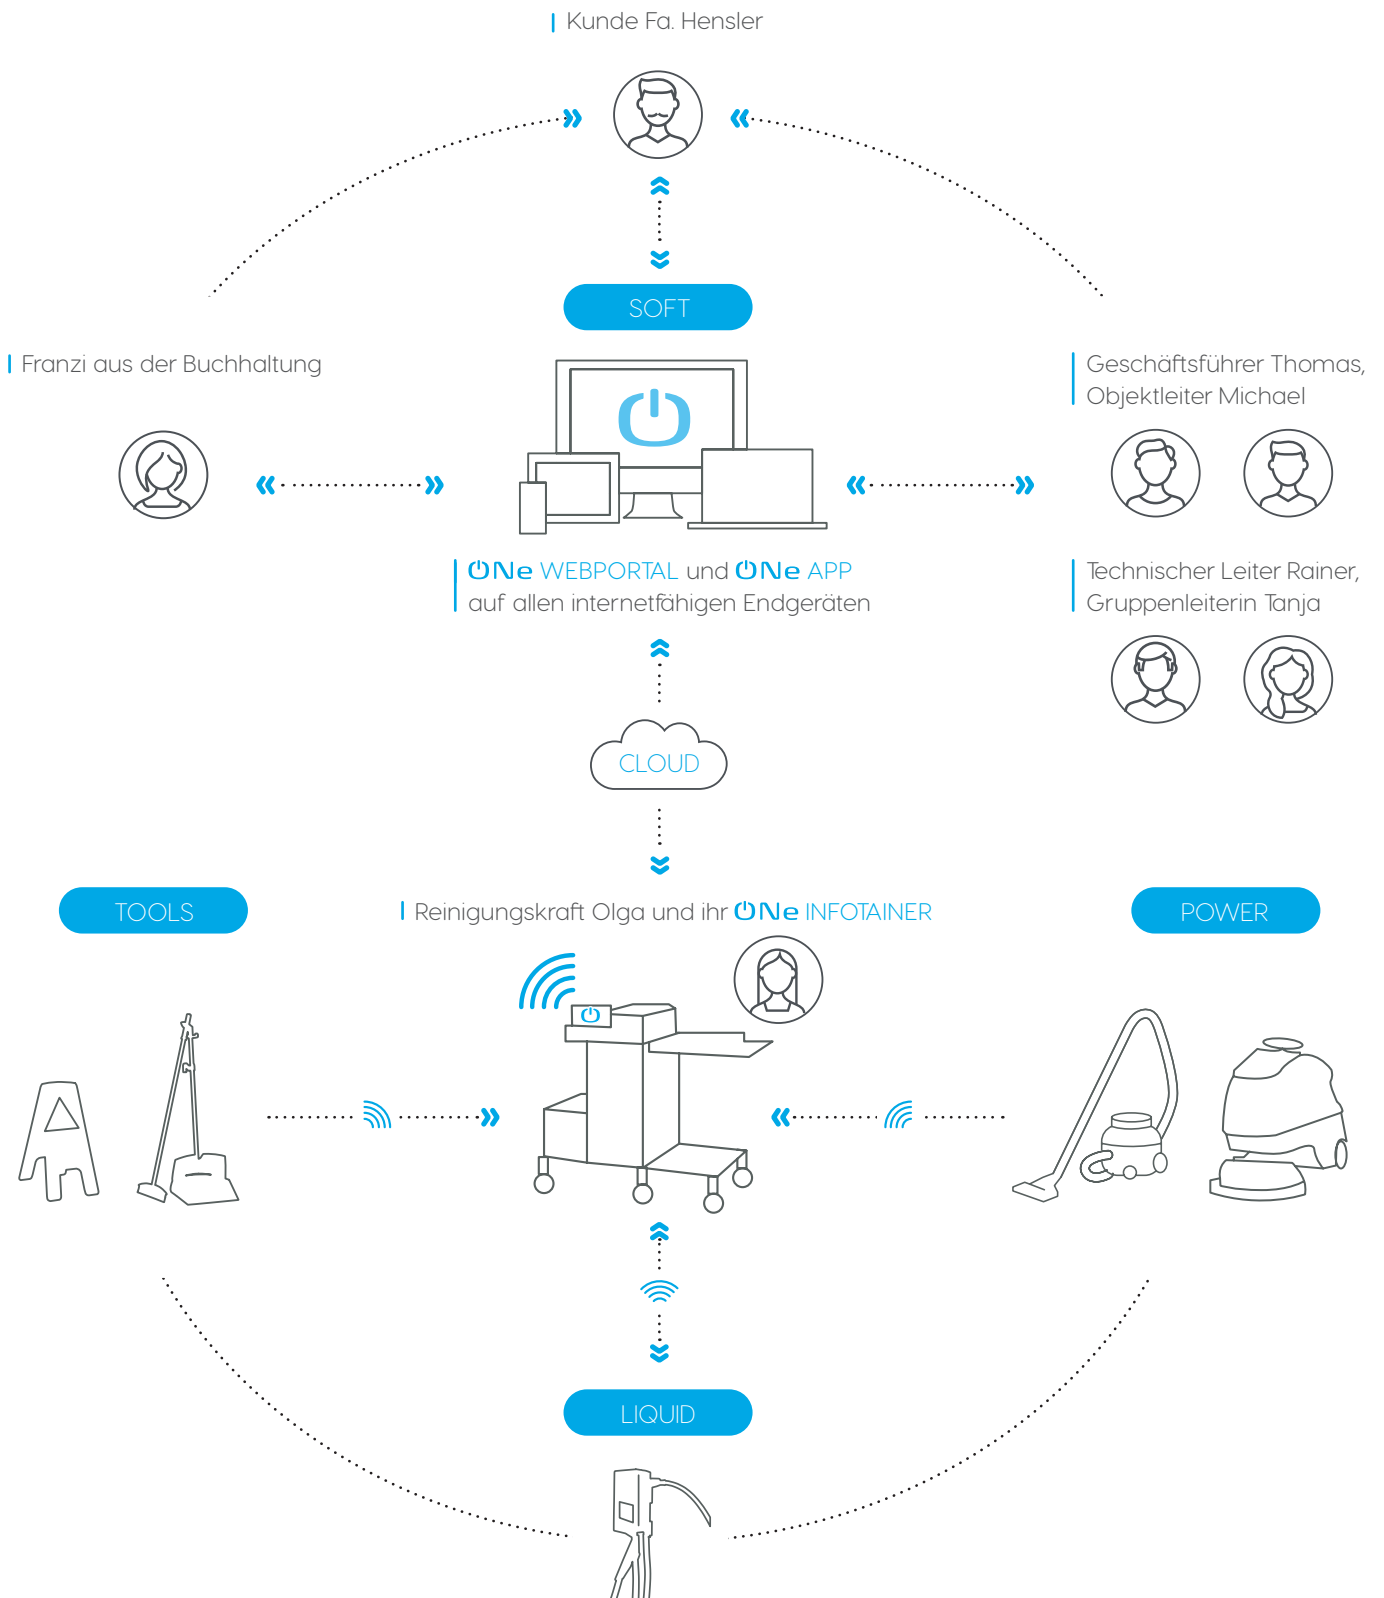 Kunde Fa. Hensler
SOFT
Franzi aus der Buchhaltung
Geschäftsführer Thomas,
Objektleiter Michael
ONe WEBPORTAL und ONe APP
auf allen internetfähigen Endgeräten
Technischer Leiter Rainer,
Gruppenleiterin Tanja
CLOUD
TOOLS
Reinigungskraft Olga und ihr ONe INFOTAINER
POWER
LIQUID